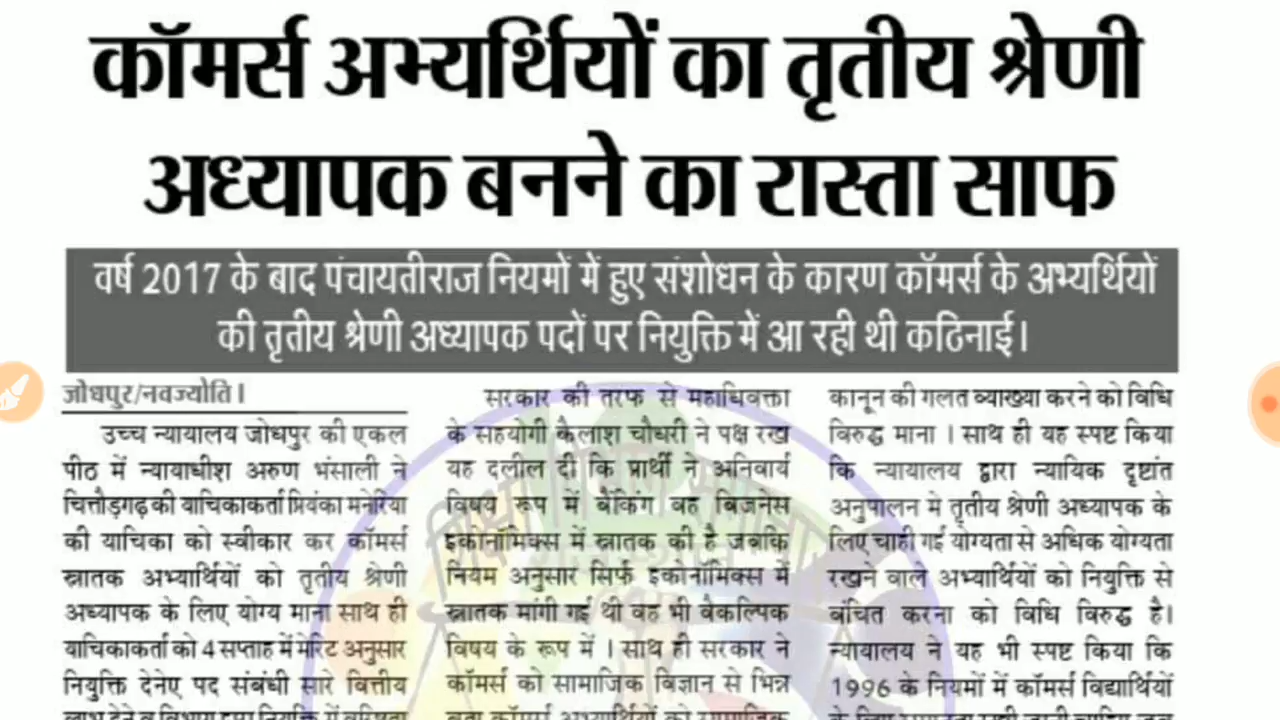 कॉमर्स अभ्यर्थियों का तृतीय श्रेणी
अध्यापक बनने का रास्ता साफ
वर्ष 2017 के बाद पंचायतीराज नियमों में हुए संशोधन के कारण कॉमर्स के अभ्यर्थियों
की तृतीय श्रेणी अध्यापक पदों पर नियुक्ति में आ रही थी कठिनाई।
जोधपुर/नवज्योति।
उच्च न्यायालय जोधपुर की एकल
पीठ में न्यायाधीश अरुण भंसाली ने
चित्तौड़गढ़ की याचिकाकर्ता प्रियंका मनेरिया
की याचिका को स्वीकार कर कॉमर्स
स्नातक अभ्यार्थियों को तृतीय श्रेणी
अध्यापक के लिए योग्य माना साथ ही
याचिकाकर्ता को 4 सप्ताह में मेरिट अनुसार
नियुक्ति देनेए पद संबंधी सारे वित्तीय
सरकार की तरफ से महाधिवक्ता
के सहयोगी कैलाश चौधरी ने पक्ष रख
यह दलील दी कि प्रार्थी ने अनिवार्य
विषय रूप में बैंकिंग वह बिजनेस
इकोनॉमिक्स में स्नातक की है जबकि
नियम अनुसार सिर्फ इकोनॉमिक्स में
स्नातक मांगी गई थी वह भी वैकल्पिक
विषय के रूप में । साथ ही सरकार ने
कॉमर्स को सामाजिक विज्ञान से भिन्न
कानून की गलत व्याख्या करने को विधि
विरुद्ध माना । साथ ही यह स्पष्ट किया
कि न्यायालय द्वारा न्यायिक दृष्टांत
अनुपालन में तृतीय श्रेणी अध्यापक के
लिए चाही गई योग्यता से अधिक योग्यता
रखने वाले अभ्यार्थियों को नियुक्ति से
वंचित करना को विधि विरुद्ध है।
न्यायालय ने यह भी स्पष्ट किया कि
1996 के नियमों में कॉमर्स विद्यार्थियों